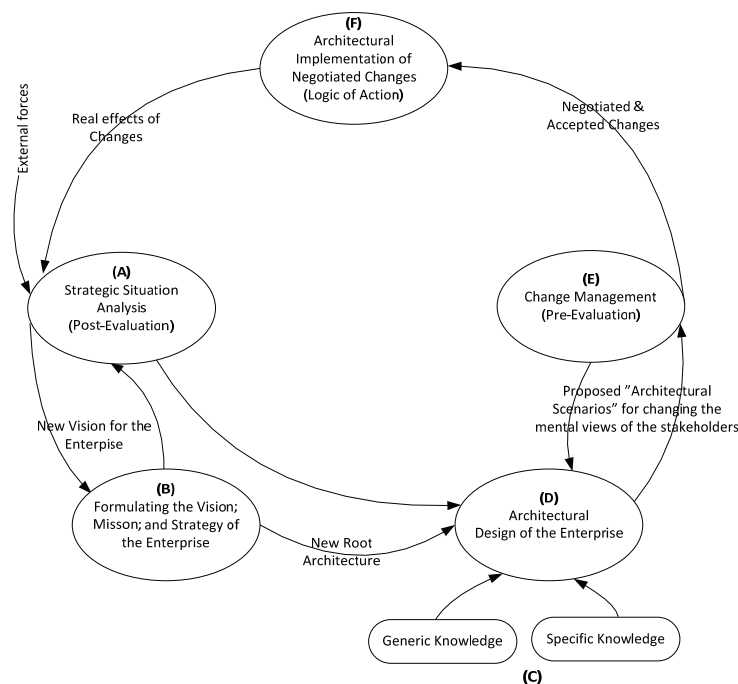 (F)
Architectural
Implementation of
Negotiated Changes
(Logic of Action)
External forces
Real effects of
Changes
Negotiated &
Accepted Changes
(A)
Strategic Situation
Analysis
(Post-Evaluation)
(E)
Change Management
(Pre-Evaluation)
Proposed "Architectural
Scenarios" for changing the
mental views of the stakeholders
New Vision for the
Enterpise
(B)
Formulating the Vision;
Misson; and Strategy of
the Enterprise
New Root
Architecture
(D)
Architectural
Design of the Enterprise
Generic Knowledge
Specific Knowledge
(C)